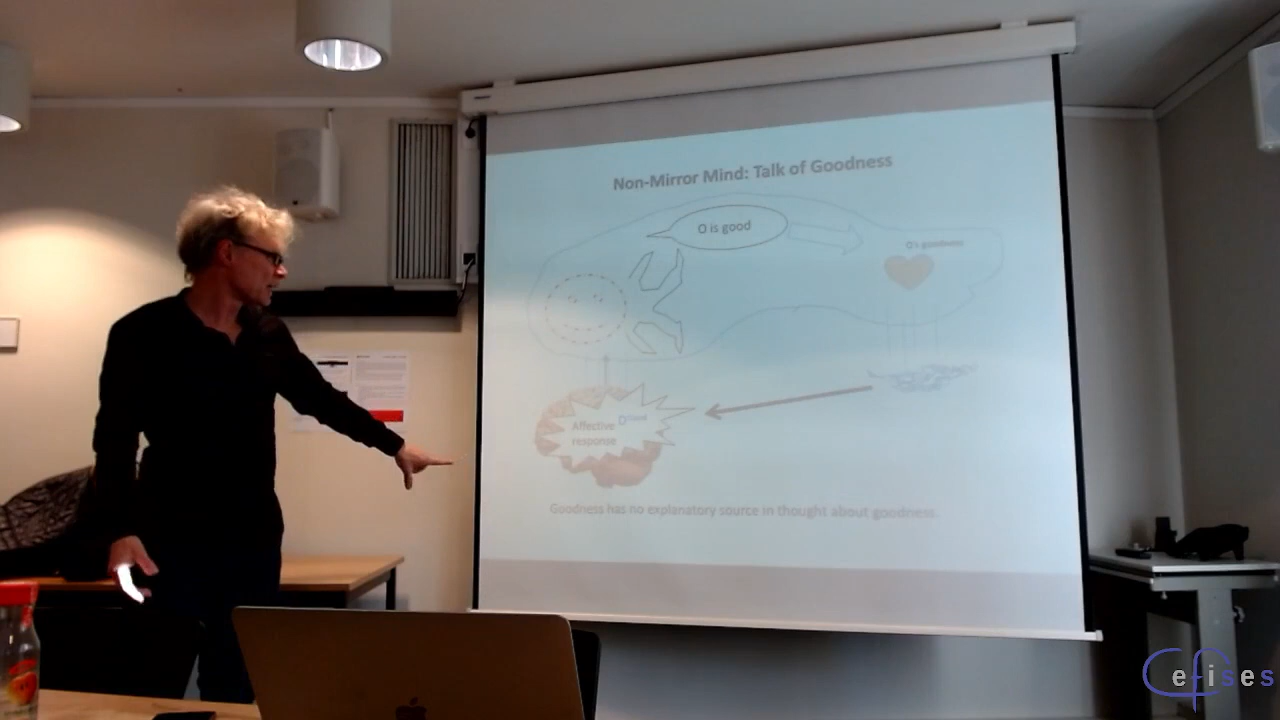 Non-Mirror Mind: Talk of Goodness
O is good
O's goodness
Affective
response
Goodness has no explanatory source in thought about goodness.
Cefises